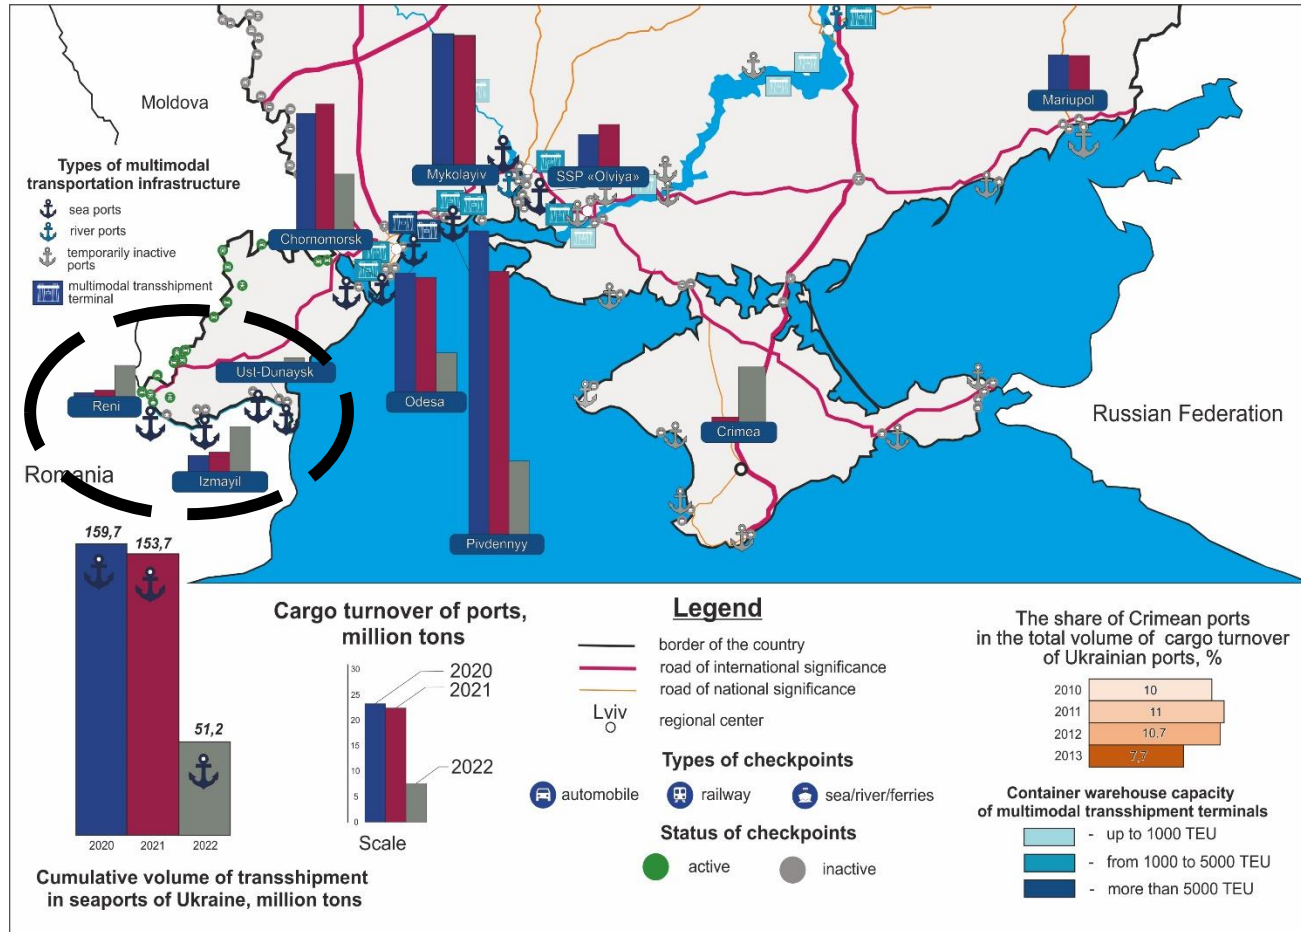 Moldova
Types of multimodal
transportation infrastructure
sea ports
river ports
temporarily inactive
ports
multimodal transshipment
terminal
Chornomorsk
Mykolayiv
SSP «Olviya»
Mariupol
Ust-Dunaysk
Reni
Izmayil
Romania
Odesa
Pivdennyy
Crimea
Russian Federation
159,7
153,7
51,2
2020
2021
2022
Cumulative volume of transshipment
in seaports of Ukraine, million tons
Cargo turnover of ports,
million tons
30
25
20
15
10
5
0
2020
2021
2022
Scale
Legend
border of the country
road of international significance
road of national significance
Lviv
regional center
Types of checkpoints
automobile
railway
sea/river/ferries
Status of checkpoints
active
inactive
The share of Crimean ports
in the total volume of cargo turnover
of Ukrainian ports, %
2010 10
2011 11
2012 10.7
2013 7,7
Container warehouse capacity
of multimodal transshipment terminals
- up to 1000 TEU
- from 1000 to 5000 TEU
- more than 5000 TEU